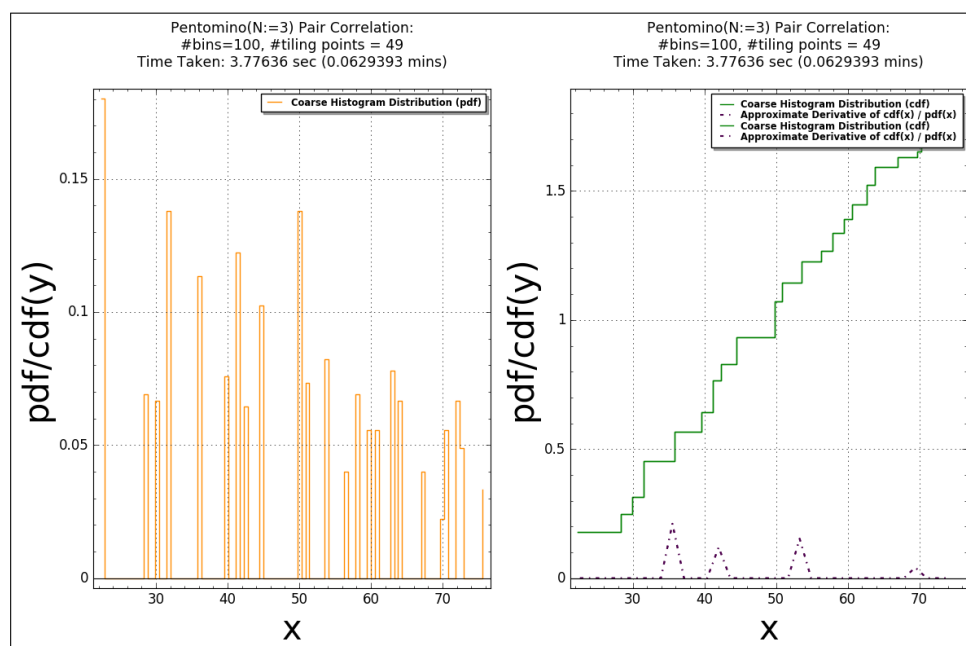 Pentomino(N:=3) Pair Correlation:
#bins=100, #tiling points = 49
Time Taken: 3.77636 sec (0.0629393 mins)
Coarse Histogram Distribution (pdf)
pdf/cdf(y)
0.15
0.1
0.05
0
30
40
50
60
70
x
Pentomino(N:=3) Pair Correlation:
#bins=100, #tiling points = 49
Time Taken: 3.77636 sec (0.0629393 mins)
Coarse Histogram Distribution (cdf)
Approximate Derivative of cdf(x) / pdf(x)
Coarse Histogram Distribution (cdf)
Approximate Derivative of cdf(x) / pdf(x)
pdf/cdf(y)
1.5
1
0.5
0
30
40
50
60
70
x